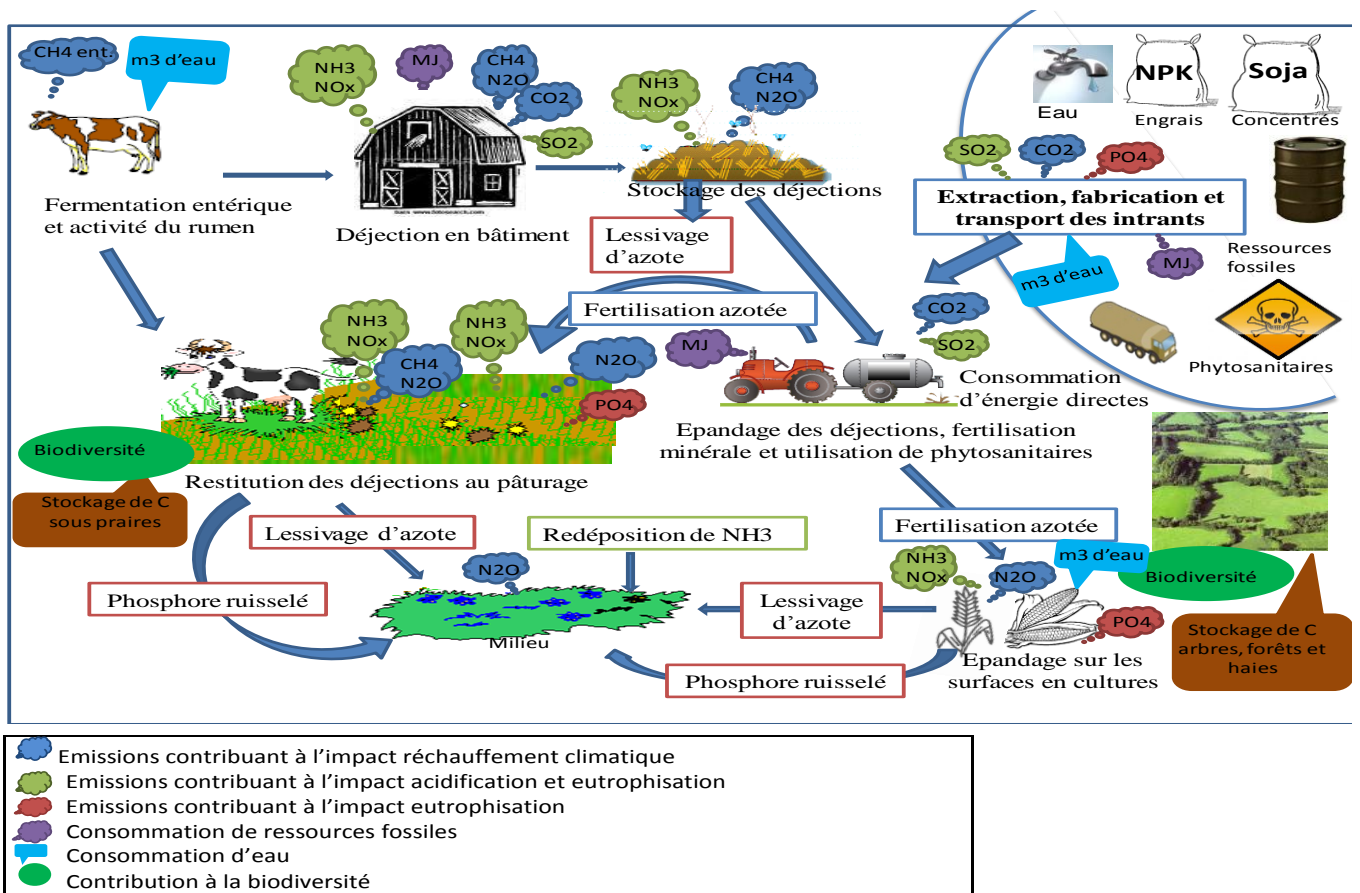 CH4 ent.
m3 d’eau
NH3
NOx
MJ
CH4
N2O
CO2
SO2
NH3
NOx
CH4
N2O
Eau
NPK
Engrais
Soja
Concentrés
SO2
CO2
PO4
Extraction, fabrication et
transport des intrants
MJ
m3 d’eau
Ressources
fossiles
Phytosanitaires
Fermentation entérique
et activité du rumen
Déjection en bâtiment
Stockage des déjections
Lessivage
d’azote
Fertilisation azotée
NH3
NOx
CH4
N2O
NH3
NOx
N2O
PO4
MJ
CO2
SO2
Consommation
d’énergie directes
Epandage des déjections, fertilisation
minérale et utilisation de phytosanitaires
Biodiversité
Stockage de C
sous praires
Restitution des déjections au pâturage
Lessivage d’azote
Redéposition de NH3
Fertilisation azotée
Phosphore ruisselé
N2O
Milieu
Lessivage
d’azote
NH3
NOx
N2O
m3 d’eau
PO4
Biodiversité
Epandage sur les
surfaces en cultures
Phosphore ruisselé
Stockage de C
arbres, forêts et
haies
Emissions contribuant à l’impact réchauffement climatique
Emissions contribuant à l’impact acidification et eutrophisation
Emissions contribuant à l’impact eutrophisation
Consommation de ressources fossiles
Consommation d’eau
Contribution à la biodiversité